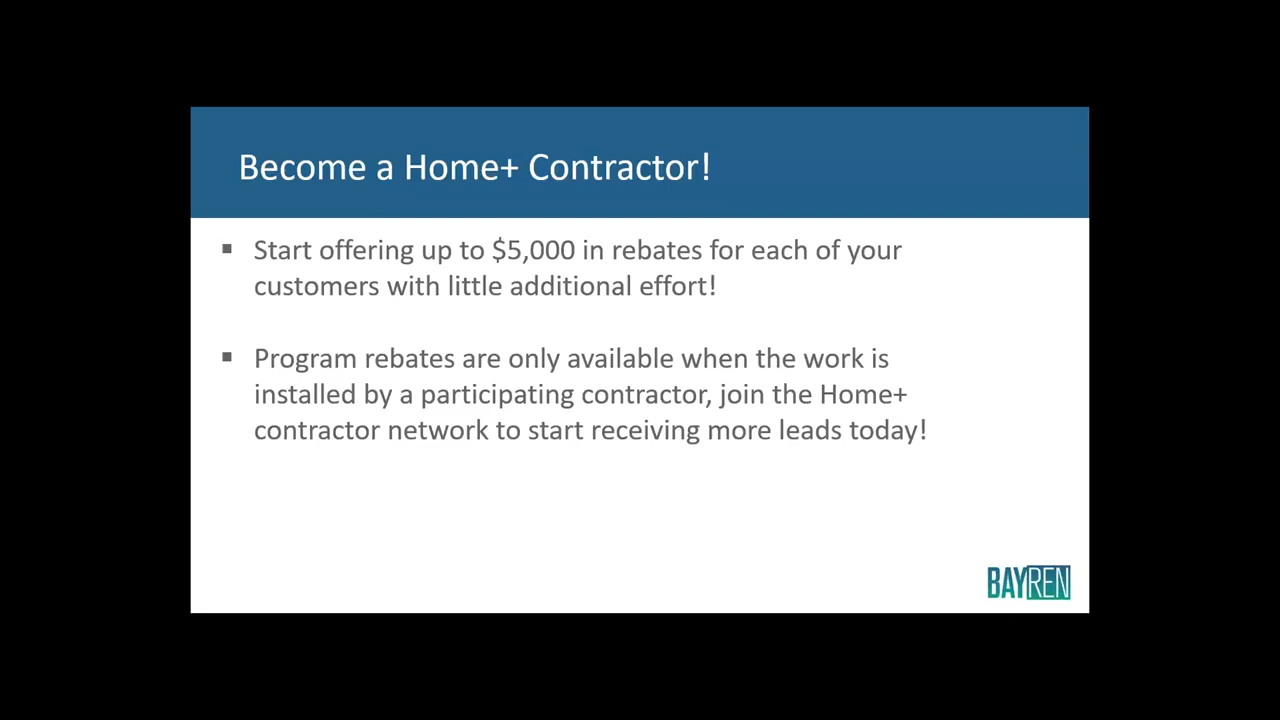 Become a Home+ Contractor!
▪ Start offering up to $5,000 in rebates for each of your
customers with little additional effort!
▪ Program rebates are only available when the work is
installed by a participating contractor, join the Home+
contractor network to start receiving more leads today!
BAYREN